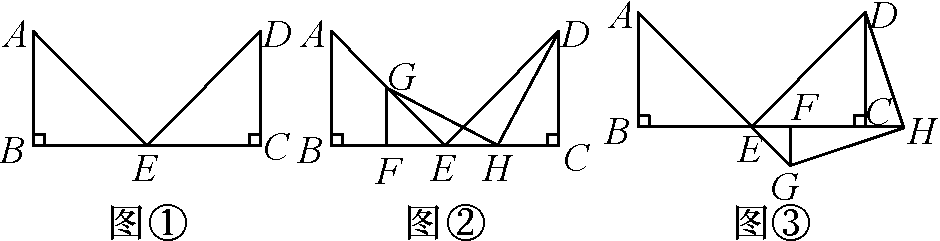 A D
B E C
图①
A D
G
B F E H C
图②
A D
B E F C H
G
图③